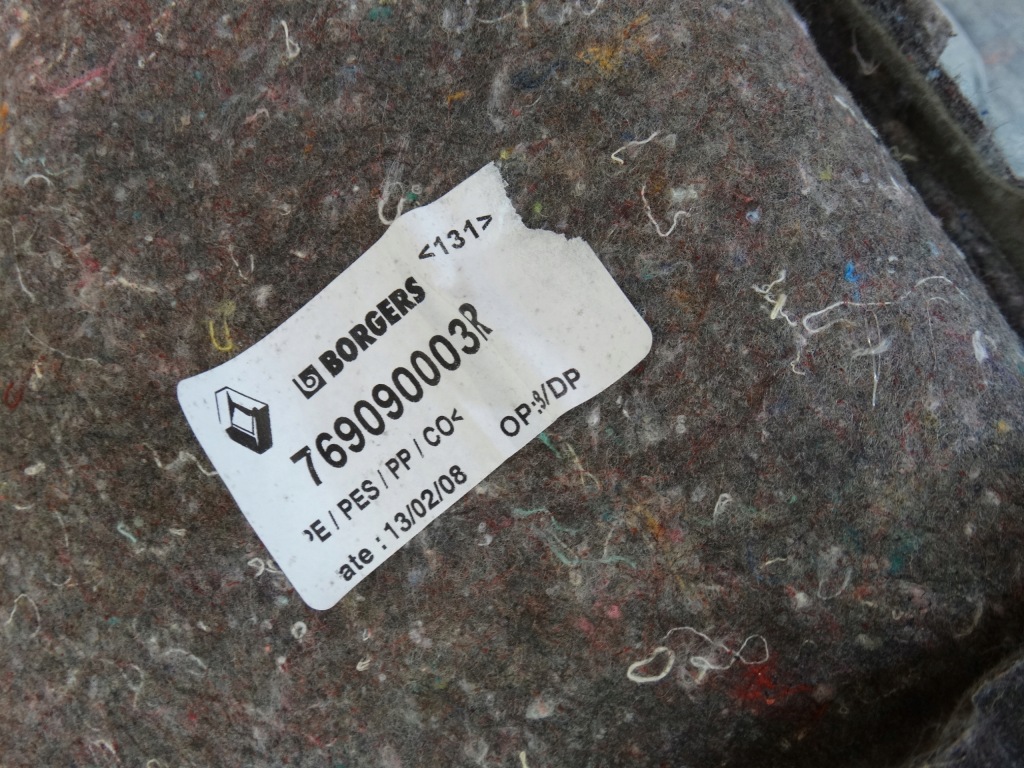 <131>
BORGERS
769090003R
PE / PES / PP / CO<
OP:3/DP
ate : 13/02/08